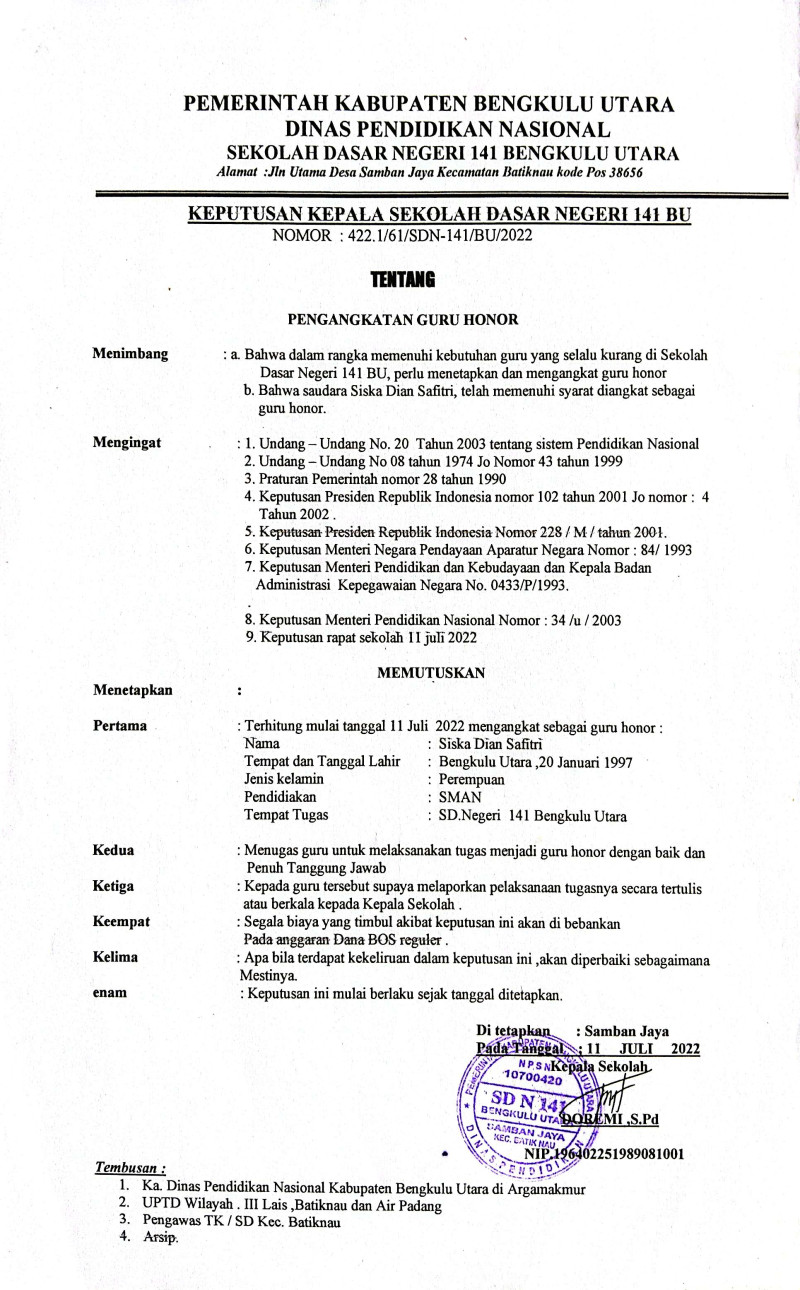 PEMERINTAH KABUPATEN BENGKULU UTARA
DINAS PENDIDIKAN NASIONAL
SEKOLAH DASAR NEGERI 141 BENGKULU UTARA
Alamat :Jln Utama Desa Samban Jaya Kecamatan Batiknau kode Pos 38656
KEPUTUSAN KEPALA SEKOLAH DASAR NEGERI 141 BU
NOMOR : 422.1/61/SDN-141/BU/2022
TENTANG
PENGANGKATAN GURU HONOR
Menimbang : a. Bahwa dalam rangka memenuhi kebutuhan guru yang selalu kurang di Sekolah
Dasar Negeri 141 BU, perlu menetapkan dan mengangkat guru honor
b. Bahwa saudara Siska Dian Safitri, telah memenuhi syarat diangkat sebagai
guru honor.
Mengingat : 1. Undang – Undang No. 20 Tahun 2003 tentang sistem Pendidikan Nasional
2. Undang – Undang No 08 tahun 1974 Jo Nomor 43 tahun 1999
3. Praturan Pemerintah nomor 28 tahun 1990
4. Keputusan Presiden Republik Indonesia nomor 102 tahun 2001 Jo nomor : 4
Tahun 2002 .
5. Keputusan Presiden Republik Indonesia Nomor 228 / M / tahun 2001.
6. Keputusan Menteri Negara Pendayaan Aparatur Negara Nomor : 84/ 1993
7. Keputusan Menteri Pendidikan dan Kebudayaan dan Kepala Badan
Administrasi Kepegawaian Negara No. 0433/P/1993.
.
8. Keputusan Menteri Pendidikan Nasional Nomor : 34 /u / 2003
9. Keputusan rapat sekolah 11 juli 2022
MEMUTUSKAN
Menetapkan :
Pertama : Terhitung mulai tanggal 11 Juli 2022 mengangkat sebagai guru honor :
Nama : Siska Dian Safitri
Tempat dan Tanggal Lahir : Bengkulu Utara ,20 Januari 1997
Jenis kelamin : Perempuan
Pendidiakan : SMAN
Tempat Tugas : SD.Negeri 141 Bengkulu Utara
Kedua : Menugas guru untuk melaksanakan tugas menjadi guru honor dengan baik dan
Penuh Tanggung Jawab
Ketiga : Kepada guru tersebut supaya melaporkan pelaksanaan tugasnya secara tertulis
atau berkala kepada Kepala Sekolah .
Keempat : Segala biaya yang timbul akibat keputusan ini akan di bebankan
Pada anggaran Dana BOS reguler .
Kelima : Apa bila terdapat kekeliruan dalam keputusan ini ,akan diperbaiki sebagaimana
Mestinya.
enam : Keputusan ini mulai berlaku sejak tanggal ditetapkan.
Di tetapkan : Samban Jaya
Pada Tanggal : 11 JULI 2022
Kepala Sekolah
NPSN
10700420
SD N 141
BENGKULU UTARA
SAMBAN JAYA
KEC. BATIK NAU
DINAS PENDIDIKAN
DOREMI ,S.Pd
NIP.196402251989081001
Tembusan :
1. Ka. Dinas Pendidikan Nasional Kabupaten Bengkulu Utara di Argamakmur
2. UPTD Wilayah . III Lais ,Batiknau dan Air Padang
3. Pengawas TK / SD Kec. Batiknau
4. Arsip.